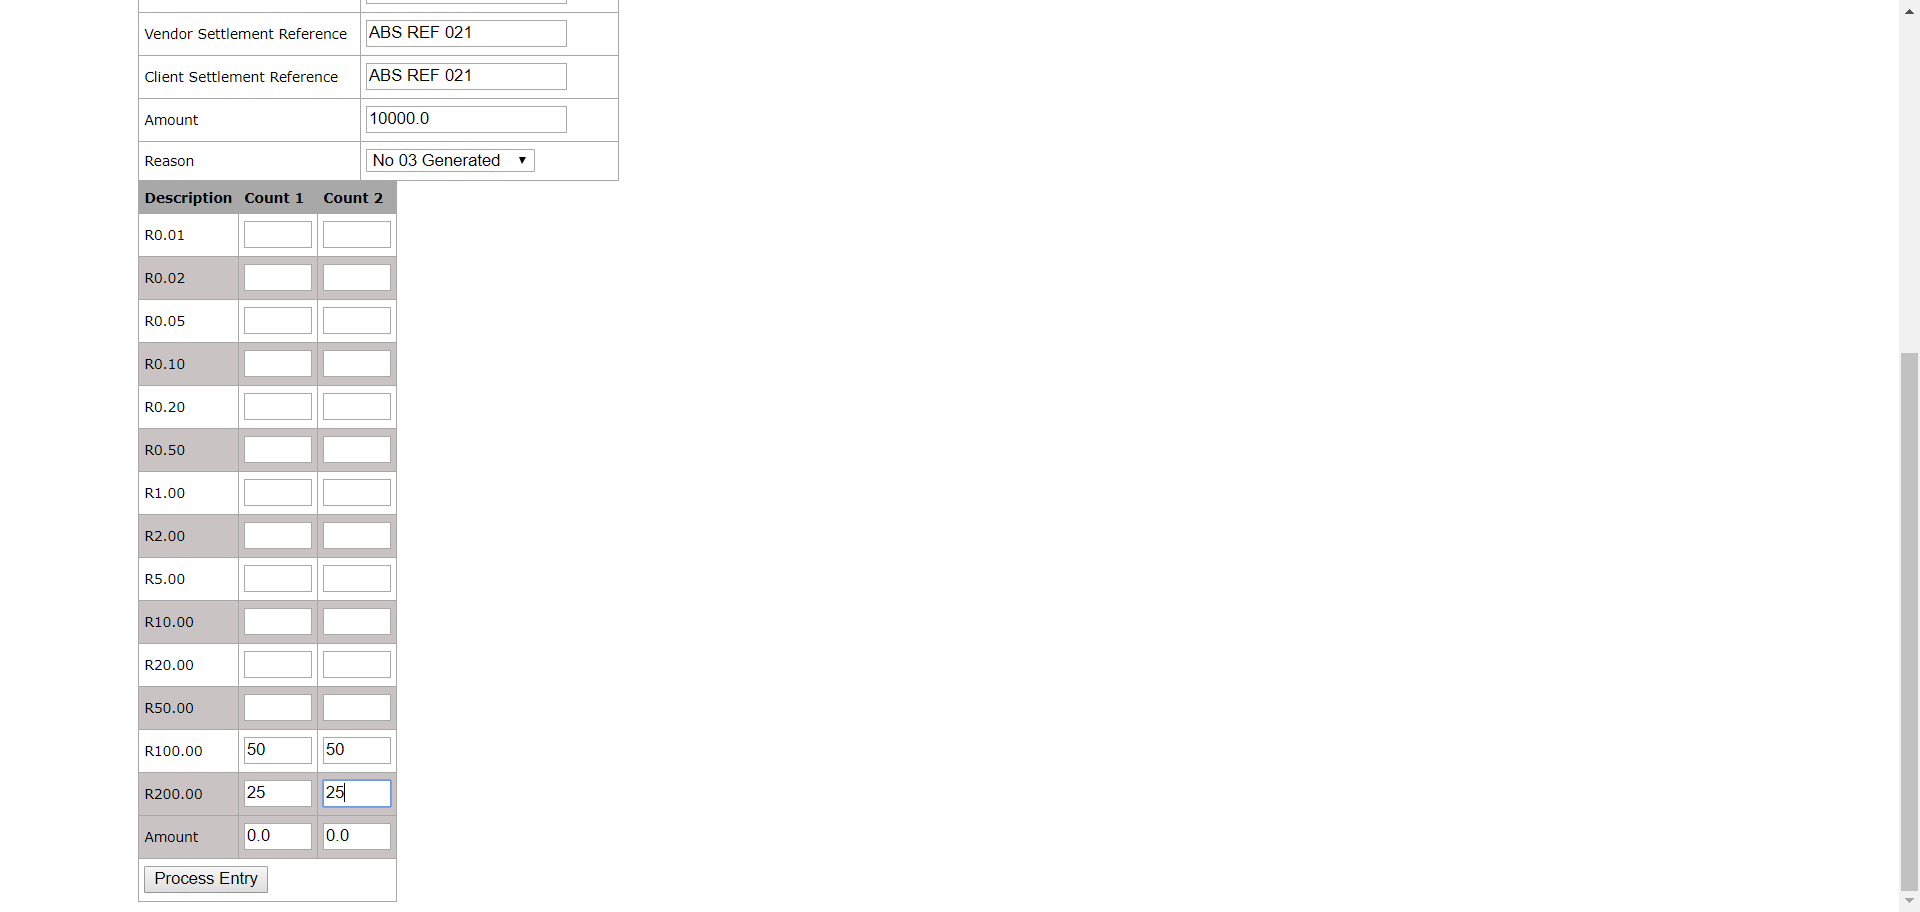 Vendor Settlement Reference ABS REF 021
Client Settlement Reference ABS REF 021
Amount 10000.0
Reason No 03 Generated
Description Count 1 Count 2
R0.01
R0.02
R0.05
R0.10
R0.20
R0.50
R1.00
R2.00
R5.00
R10.00
R20.00
R50.00
R100.00 50 50
R200.00 25 25
Amount 0.0 0.0
Process Entry